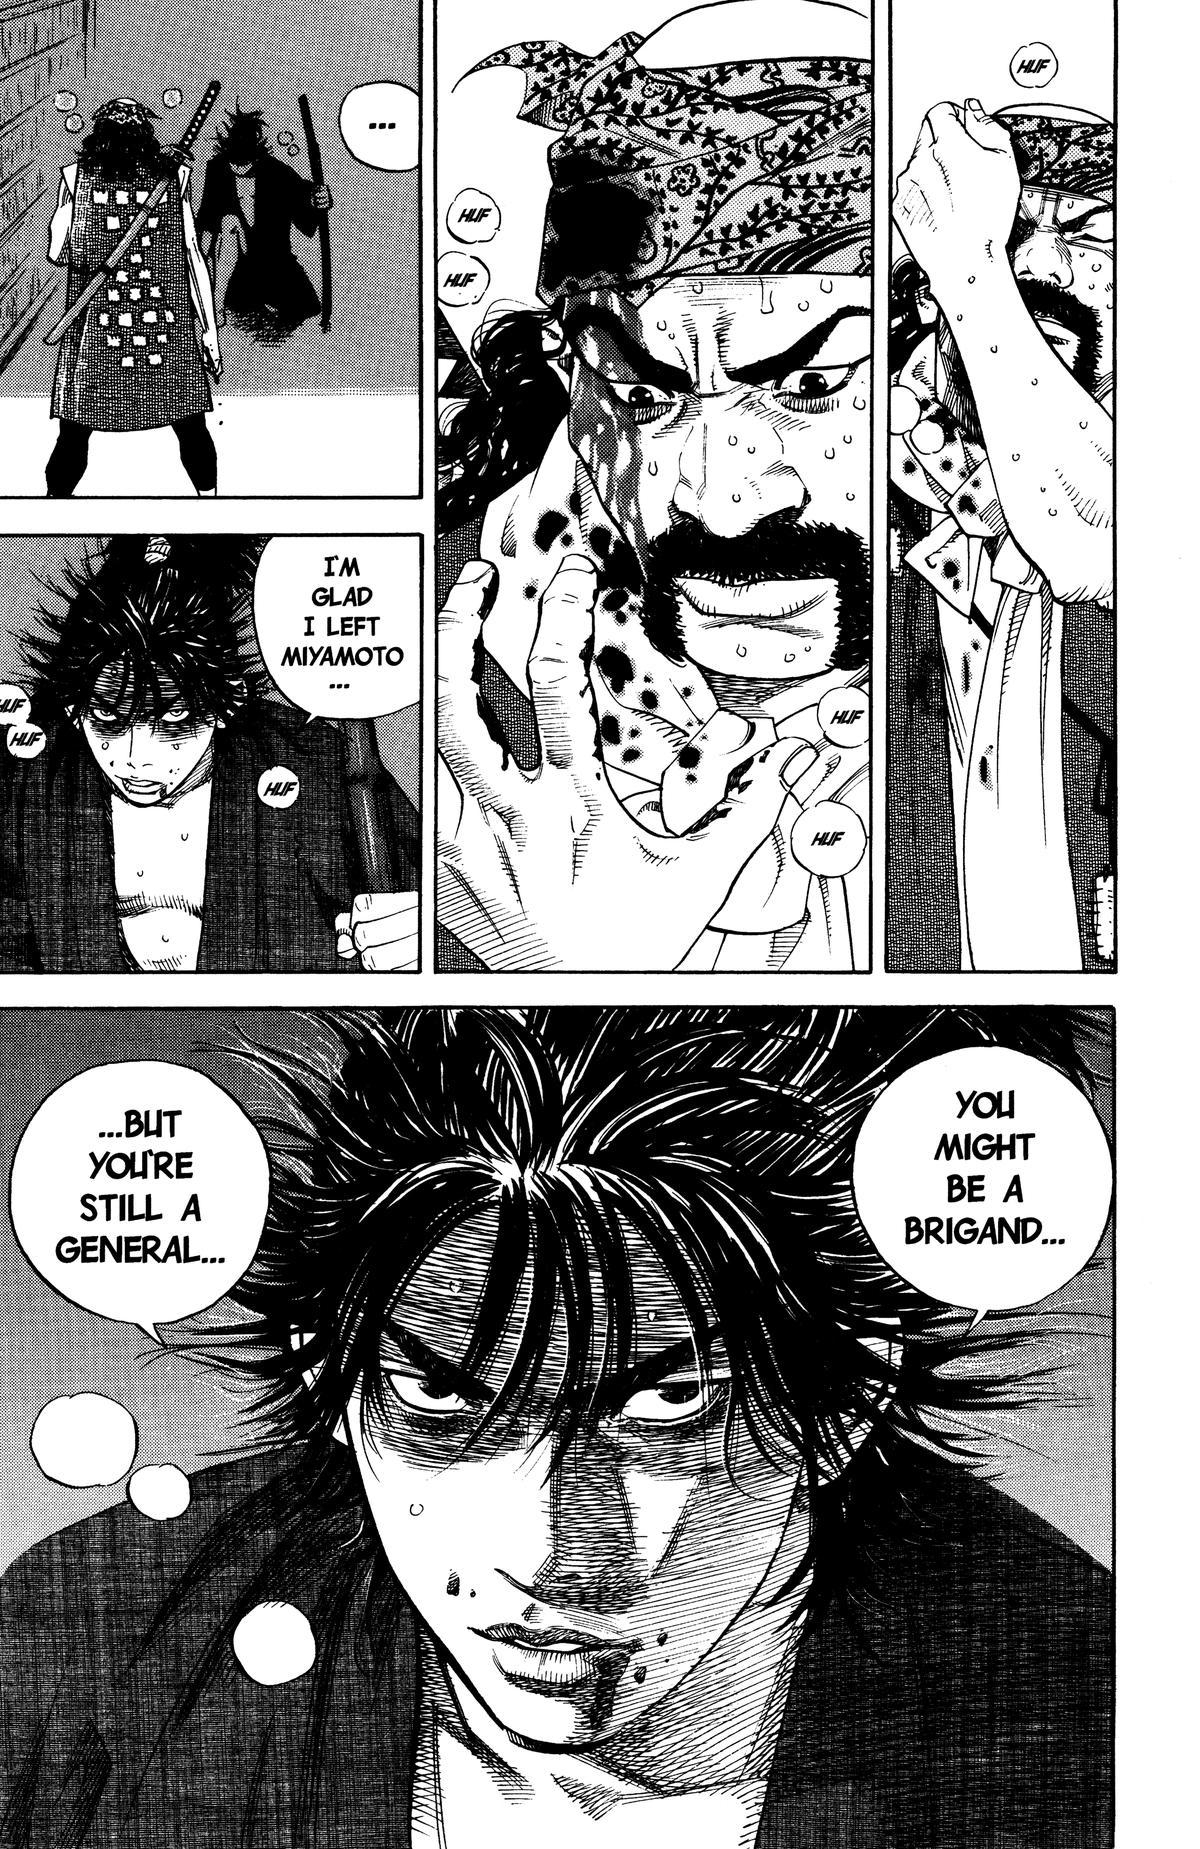 HUF
HUF
HUF
HUF
HUF
...
I'M
GLAD
I LEFT
MIYAMOTO
...
HUF
HUF
HUF
YOU
MIGHT
BE A
BRIGAND...
...BUT
YOU'RE
STILL A
GENERAL...